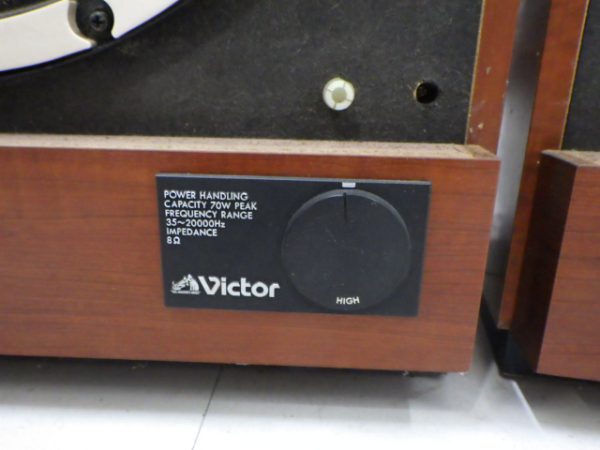 POWER HANDLING
CAPACITY 70W PEAK
FREQUENCY RANGE
35~20000Hz
IMPEDANCE
8Ω
Victor
HIGH